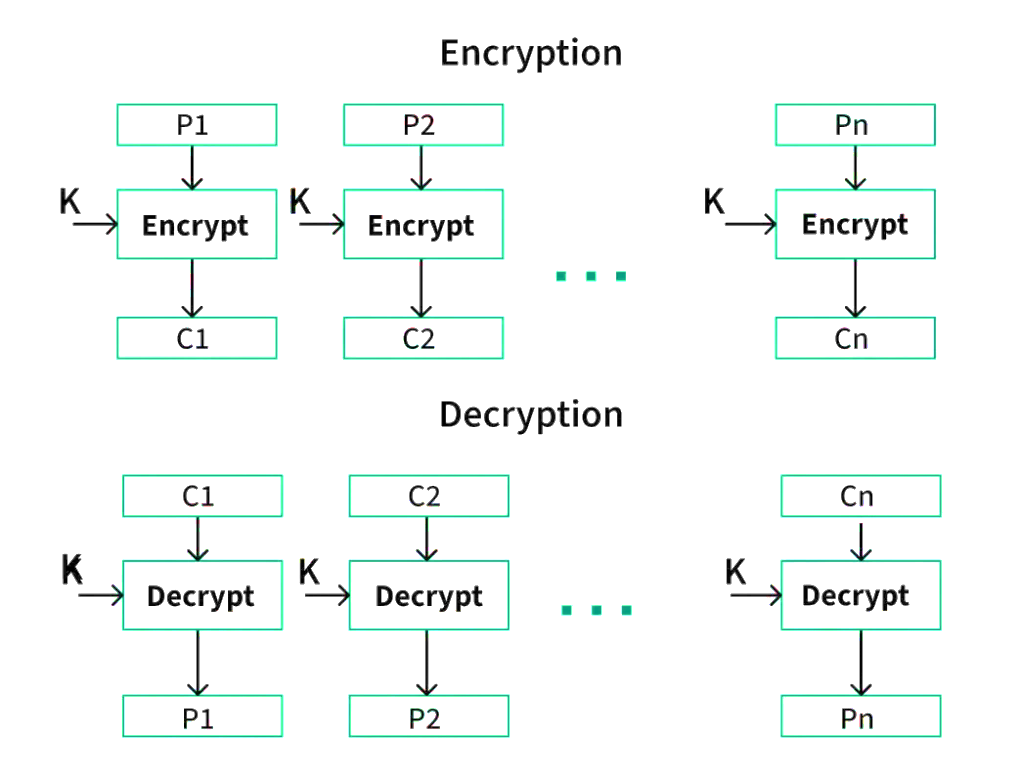 Encryption
P1 P2 Pn
K K K
Encrypt Encrypt Encrypt
. . .
C1 C2 Cn
Decryption
C1 C2 Cn
K K K
Decrypt Decrypt Decrypt
. . .
P1 P2 Pn